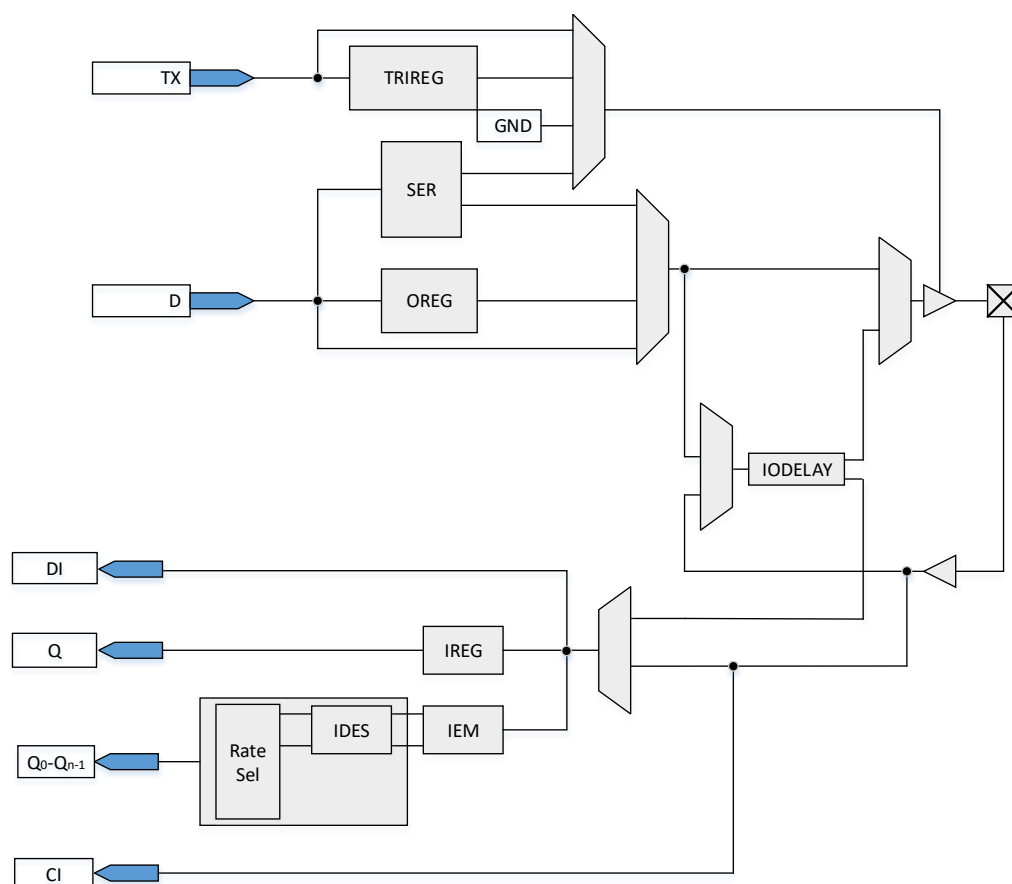 TX
TRIREG
GND
SER
D
OREG
IODELAY
DI
Q
IREG
IDES
IEM
Rate
Sel
Q0-Qn-1
CI